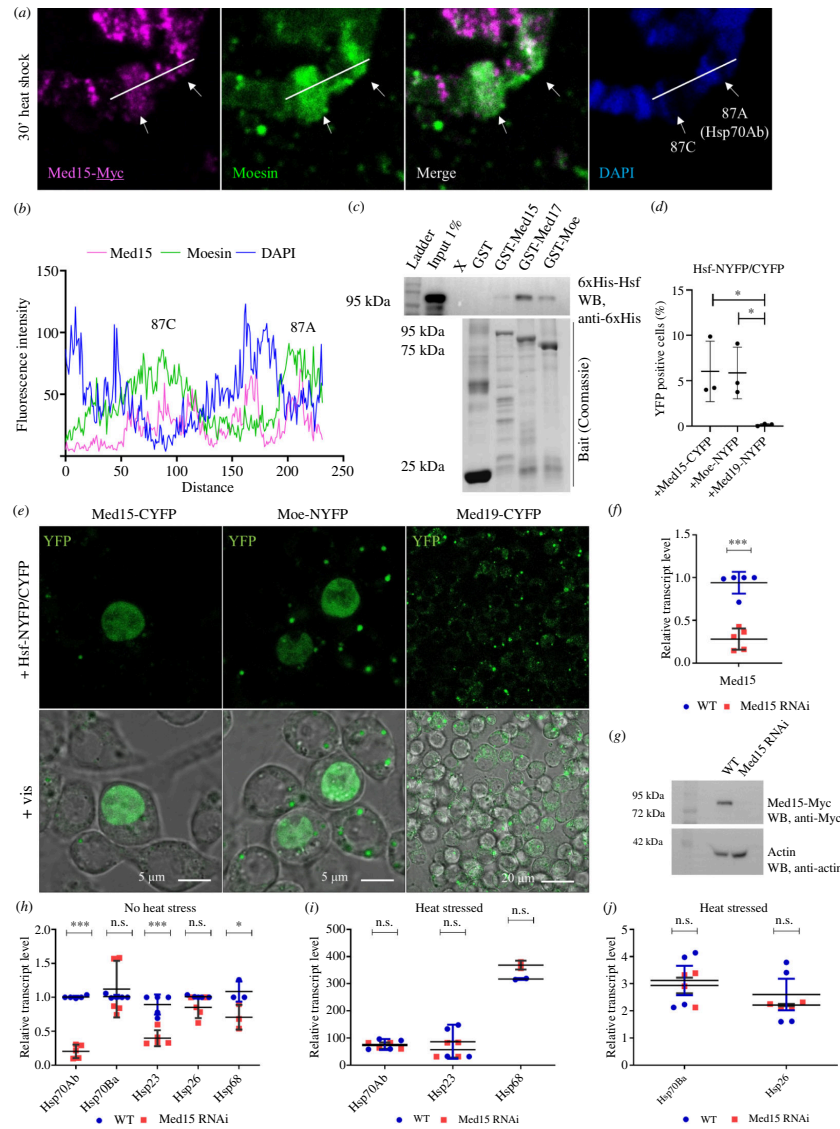 (a)
30' heat shock
Med15-Myc
Moesin
Merge
DAPI
87C
87A
(Hsp70Ab)
(b)
Med15 Moesin DAPI
Fluorescence intensity
150
100
50
87C
87A
0 50 100 150 200 250
Distance
(c)
Ladder
Input 1%
X
GST
GST-Med15
GST-Med17
GST-Moe
95 kDa
6xHis-Hsf
WB,
anti-6xHis
95 kDa
75 kDa
25 kDa
Bait (Coomassie)
(d)
Hsf-NYFP/CYFP
*
*
YFP positive cells (%)
15
10
5
0
+Med15-CYFP
+Moe-NYFP
+Med19-NYFP
(e)
Med15-CYFP Moe-NYFP Med19-CYFP
+ Hsf-NYFP/CYFP
YFP YFP YFP
+ vis
5 µm 5 µm 20 µm
(f)
Relative transcript level
1.5
1.0
0.5
0.0
***
Med15
WT Med15 RNAi
(g)
WT
Med15 RNAi
95 kDa
72 kDa
Med15-Myc
WB, anti-Myc
42 kDa
Actin
WB, anti-actin
(h)
No heat stress
*** n.s. *** n.s. *
Relative transcript level
2.0
1.5
1.0
0.5
0.0
Hsp70Ab
Hsp70Ba
Hsp23
Hsp26
Hsp68
WT Med15 RNAi
(i)
Heat stressed
n.s. n.s. n.s.
Relative transcript level
500
400
300
200
100
0
Hsp70Ab
Hsp23
Hsp68
WT Med15 RNAi
(j)
Heat stressed
n.s. n.s.
Relative transcript level
5
4
3
2
1
0
Hsp70Ba
Hsp26
WT Med15 RNAi